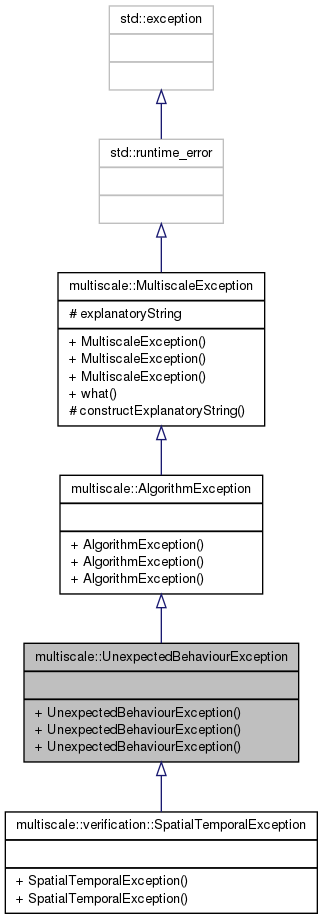 std::exception
std::runtime_error
multiscale::MultiscaleException
# explanatoryString
+ MultiscaleException()
+ MultiscaleException()
+ MultiscaleException()
+ what()
# constructExplanatoryString()
multiscale::AlgorithmException
+ AlgorithmException()
+ AlgorithmException()
+ AlgorithmException()
multiscale::UnexpectedBehaviourException
+ UnexpectedBehaviourException()
+ UnexpectedBehaviourException()
+ UnexpectedBehaviourException()
multiscale::verification::SpatialTemporalException
+ SpatialTemporalException()
+ SpatialTemporalException()